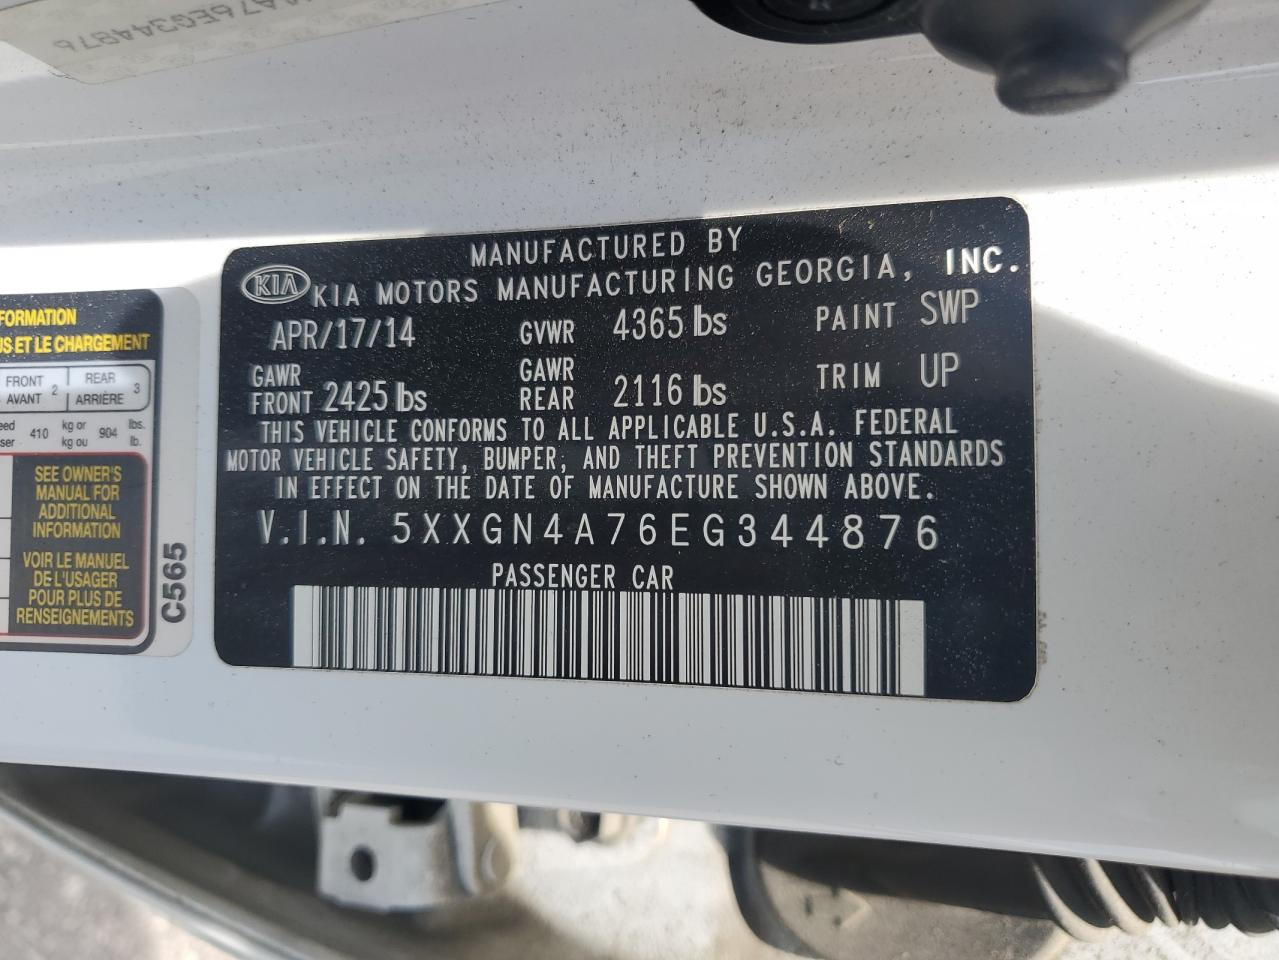 A76EG344876
MANUFACTURED BY
KIA
KIA MOTORS MANUFACTURING GEORGIA, INC.
APR/17/14 GVWR 4365 lbs PAINT SWP
GAWR FRONT 2425 lbs GAWR REAR 2116 lbs TRIM UP
THIS VEHICLE CONFORMS TO ALL APPLICABLE U.S.A. FEDERAL
MOTOR VEHICLE SAFETY, BUMPER, AND THEFT PREVENTION STANDARDS
IN EFFECT ON THE DATE OF MANUFACTURE SHOWN ABOVE.
V.I.N. 5XXGN4A76EG344876
PASSENGER CAR
ET LE CHARGEMENT
FRONT AVANT 2 REAR ARRIÈRE 3
410 kg or kg ou 904 lbs. lb.
SEE OWNER'S
MANUAL FOR
ADDITIONAL
INFORMATION
VOIR LE MANUEL
DE L'USAGER
POUR PLUS DE
RENSEIGNEMENTS
C565